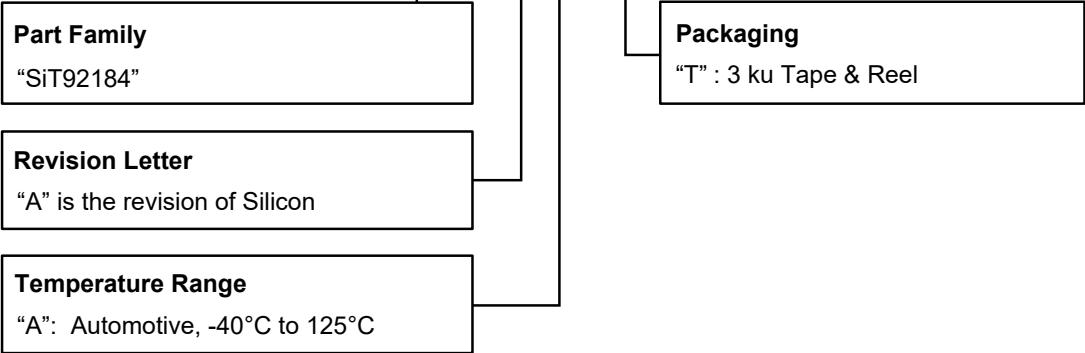 Part Family
“SiT92184”
Revision Letter
“A” is the revision of Silicon
Temperature Range
“A”: Automotive, -40°C to 125°C
Packaging
“T” : 3 ku Tape & Reel